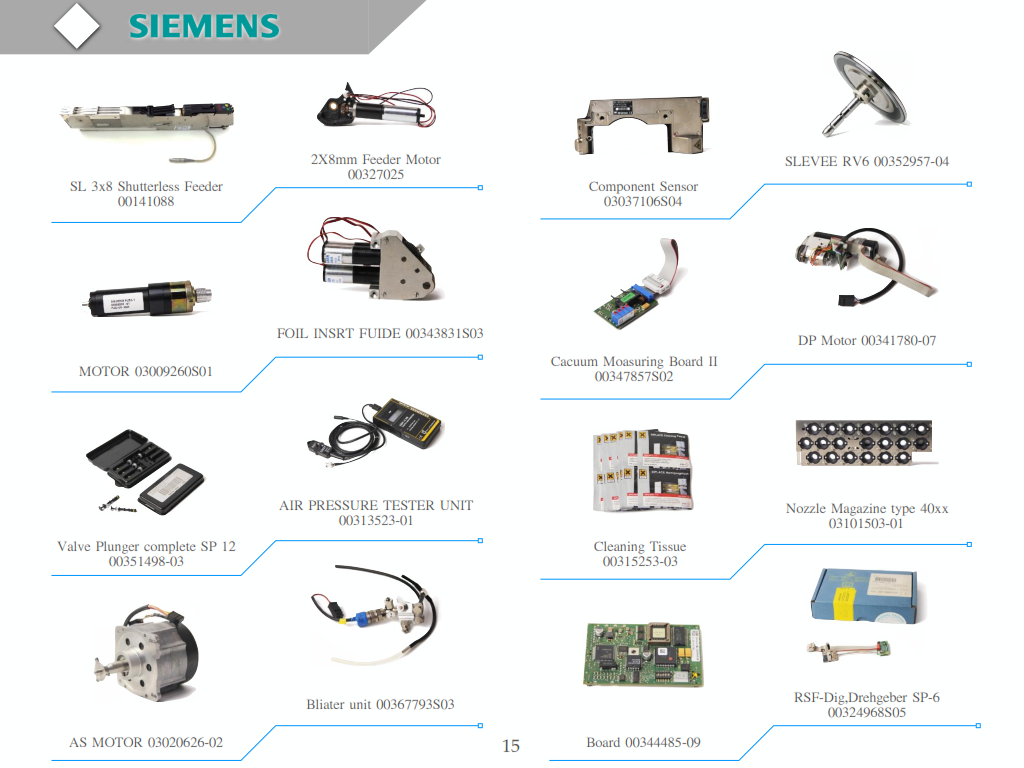 SIEMENS
SL 3x8 Shutterless Feeder
00141088
2X8mm Feeder Motor
00327025
MOTOR 03009260S01
FOIL INSRT FUIDE 00343831S03
Valve Plunger complete SP 12
00351498-03
AIR PRESSURE TESTER UNIT
00313523-01
AS MOTOR 03020626-02
Bliater unit 00367793S03
Component Sensor
03037106S04
SLEVEE RV6 00352957-04
Cacuum Moasuring Board II
00347857S02
DP Motor 00341780-07
Cleaning Tissue
00315253-03
Nozzle Magazine type 40xx
03101503-01
Board 00344485-09
RSF-Dig,Drehgeber SP-6
00324968S05
15